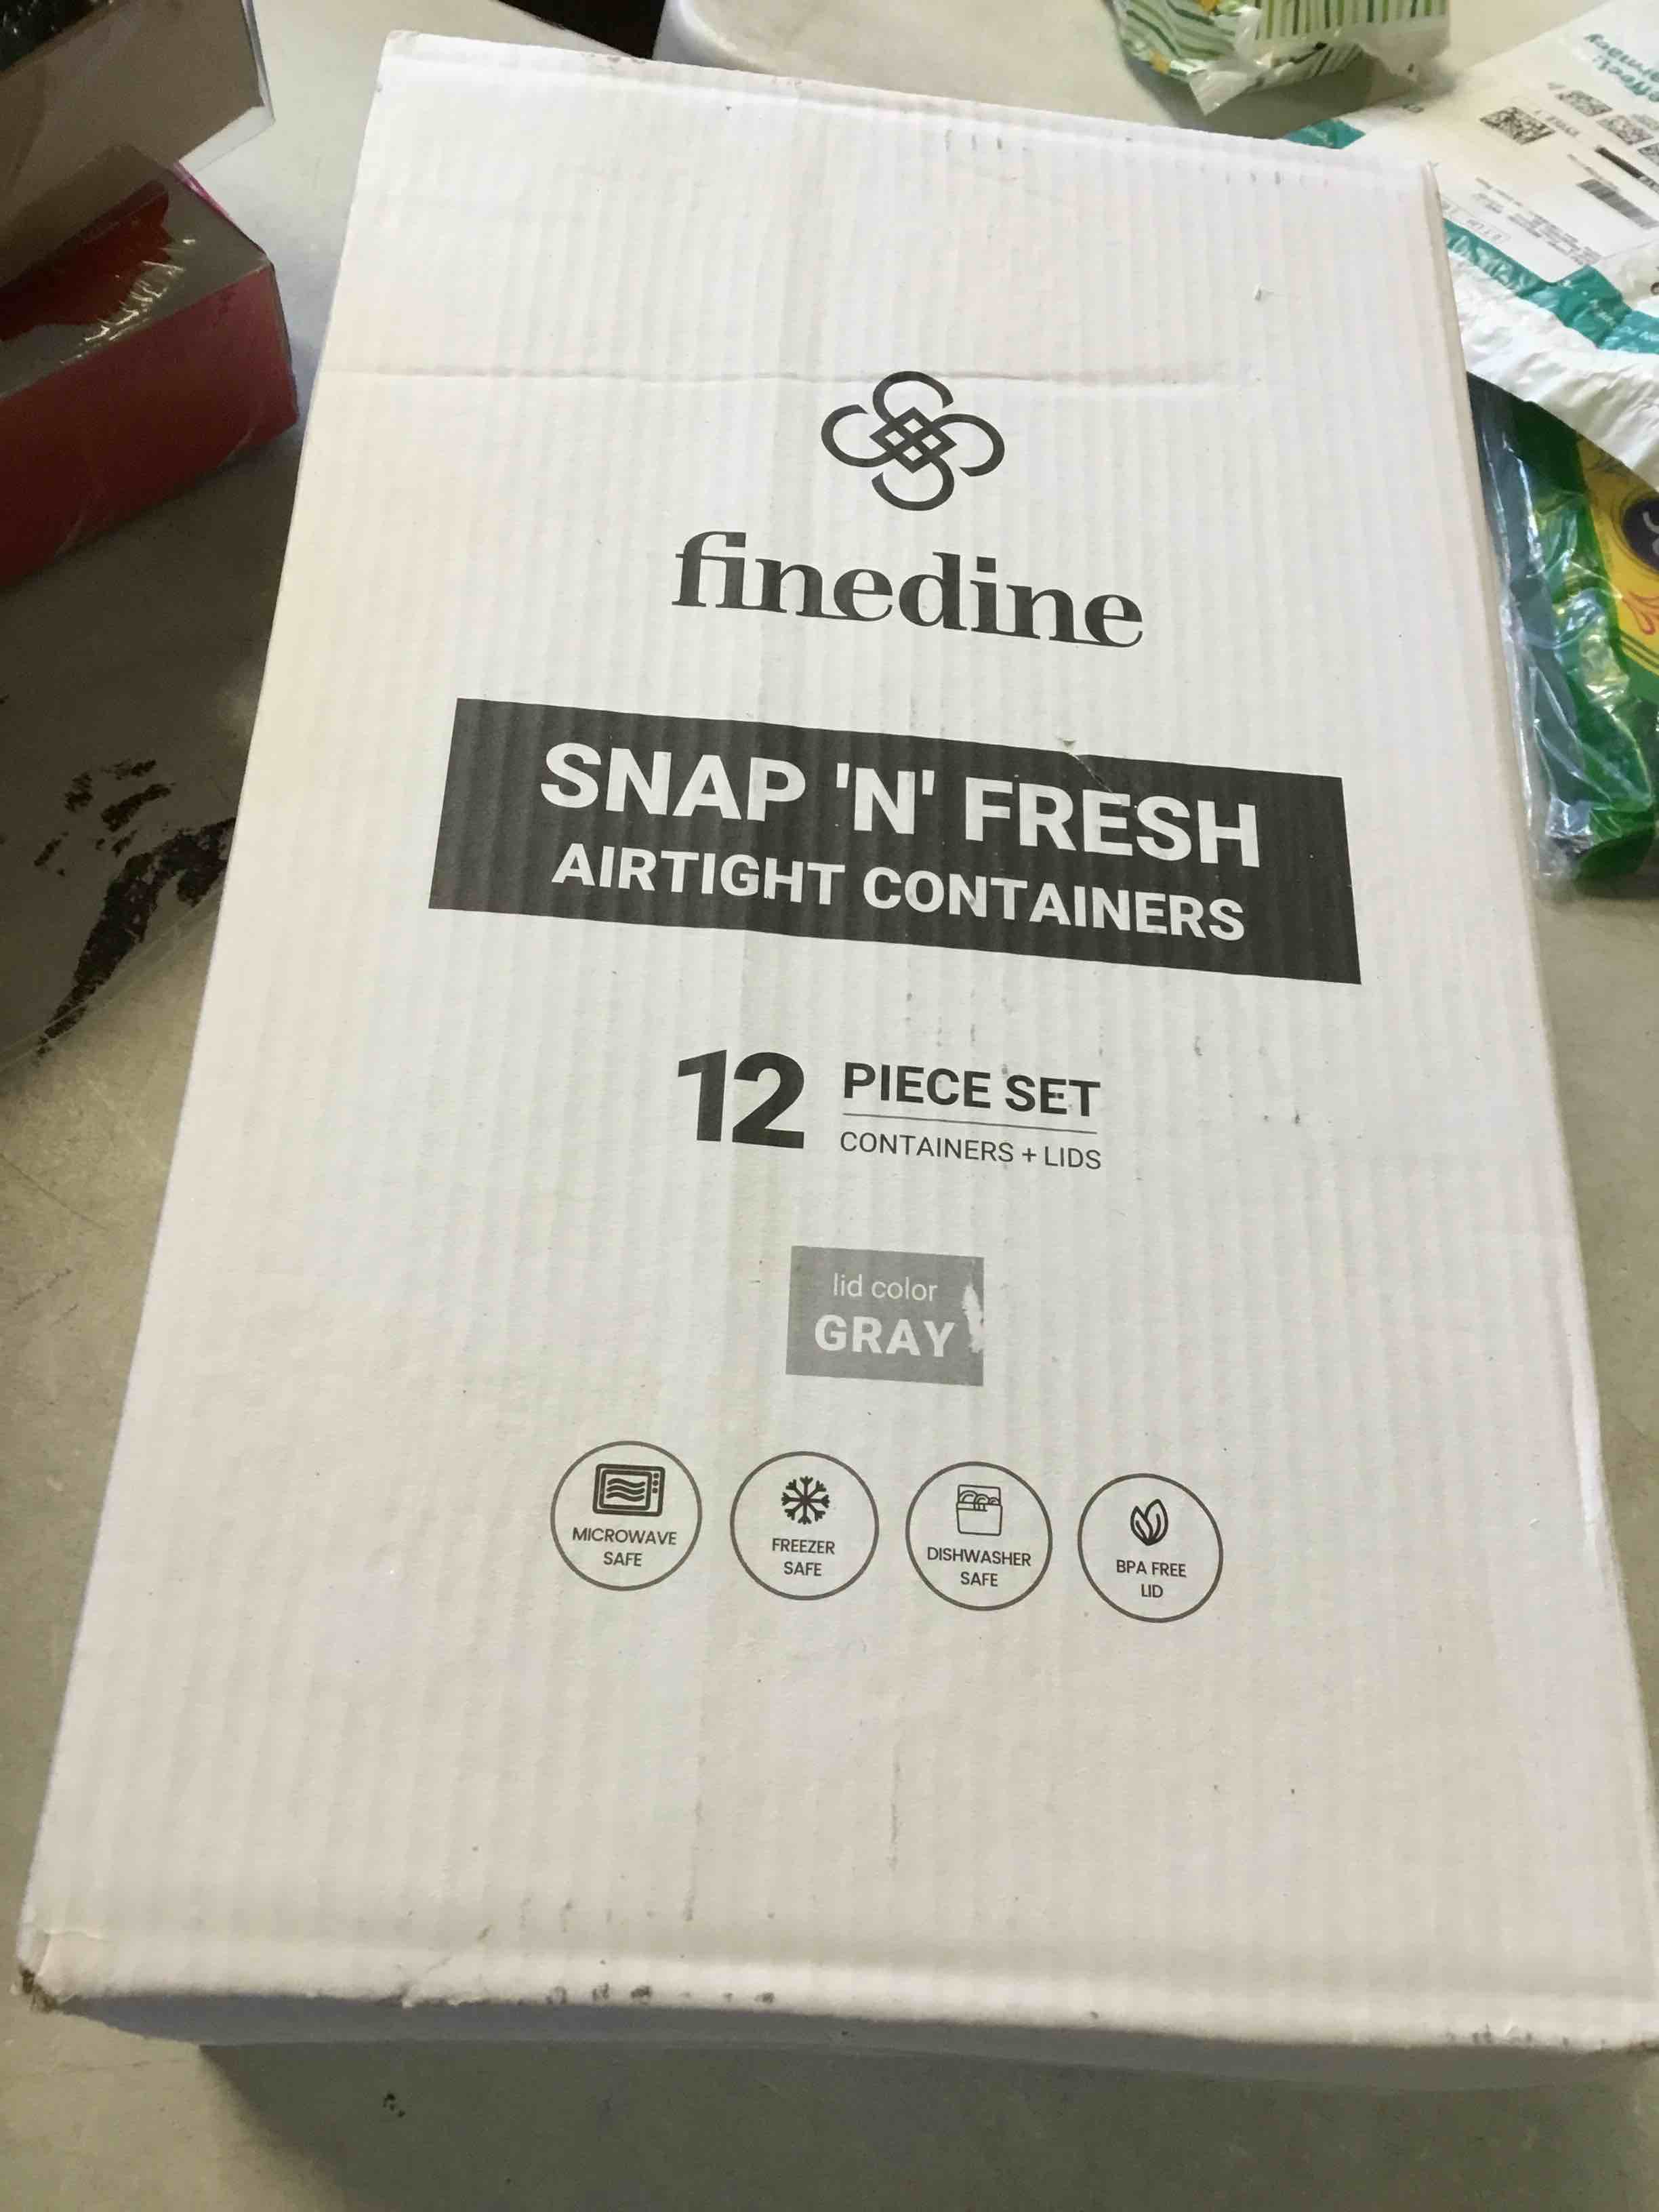 finedine
SNAP 'N' FRESH
AIRTIGHT CONTAINERS
12 PIECE SET
CONTAINERS + LIDS
lid color
GRAY
MICROWAVE
SAFE
FREEZER
SAFE
DISHWASHER
SAFE
BPA FREE
LID